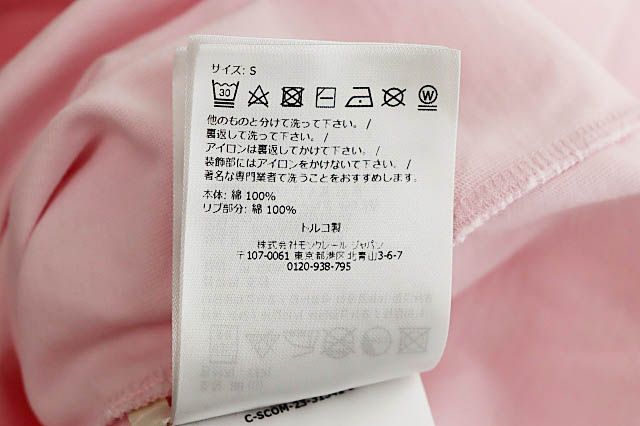 サイズ: S
30
W
他のものと分けて洗って下さい。 /
裏返して洗って下さい。 /
アイロンは裏返してかけて下さい。 /
装飾部にはアイロンをかけないで下さい。 /
著名な専門業者で洗うことをおすすめします。
本体: 綿 100%
リブ部分: 綿 100%
トルコ製
株式会社モンクレール ジャパン
〒107-0061 東京都港区北青山3-6-7
0120-938-795